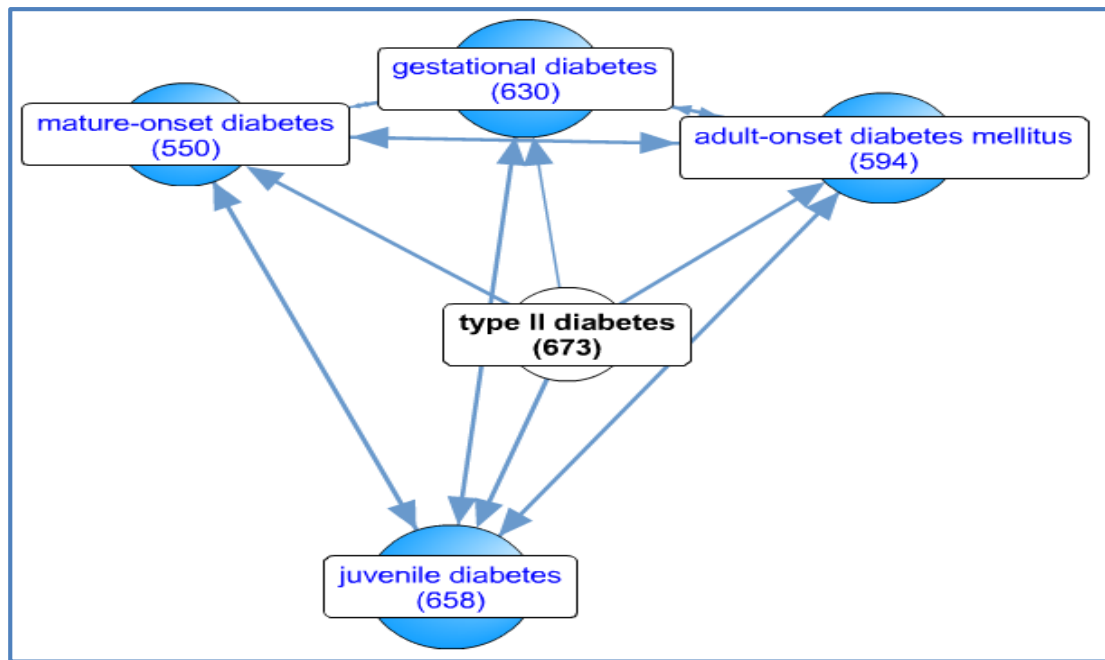 gestational diabetes
(630)
mature-onset diabetes
(550)
adult-onset diabetes mellitus
(594)
type II diabetes
(673)
juvenile diabetes
(658)